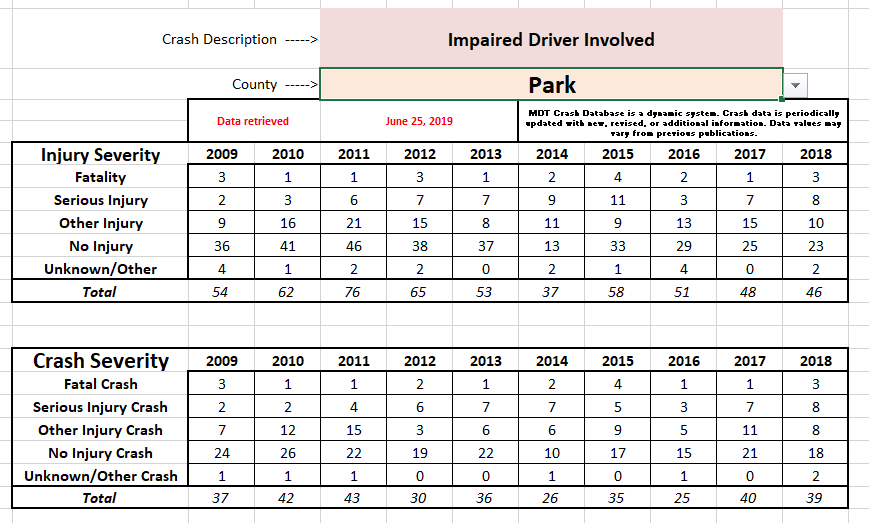 Crash Description ----->
Impaired Driver Involved
County ----->
Park
Data retrieved
June 25, 2019
MDT Crash Database is a dynamic system. Crash data is periodically
updated with new, revised, or additional information. Data values may
vary from previous publications.
Injury Severity 2009 2010 2011 2012 2013 2014 2015 2016 2017 2018
Fatality 3 1 1 3 1 2 4 2 1 3
Serious Injury 2 3 6 7 7 9 11 3 7 8
Other Injury 9 16 21 15 8 11 9 13 15 10
No Injury 36 41 46 38 37 13 33 29 25 23
Unknown/Other 4 1 2 2 0 2 1 4 0 2
Total 54 62 76 65 53 37 58 51 48 46
Crash Severity 2009 2010 2011 2012 2013 2014 2015 2016 2017 2018
Fatal Crash 3 1 1 2 1 2 4 1 1 3
Serious Injury Crash 2 2 4 6 7 7 5 3 7 8
Other Injury Crash 7 12 15 3 6 6 9 5 11 8
No Injury Crash 24 26 22 19 22 10 17 15 21 18
Unknown/Other Crash 1 1 1 0 0 1 0 1 0 2
Total 37 42 43 30 36 26 35 25 40 39